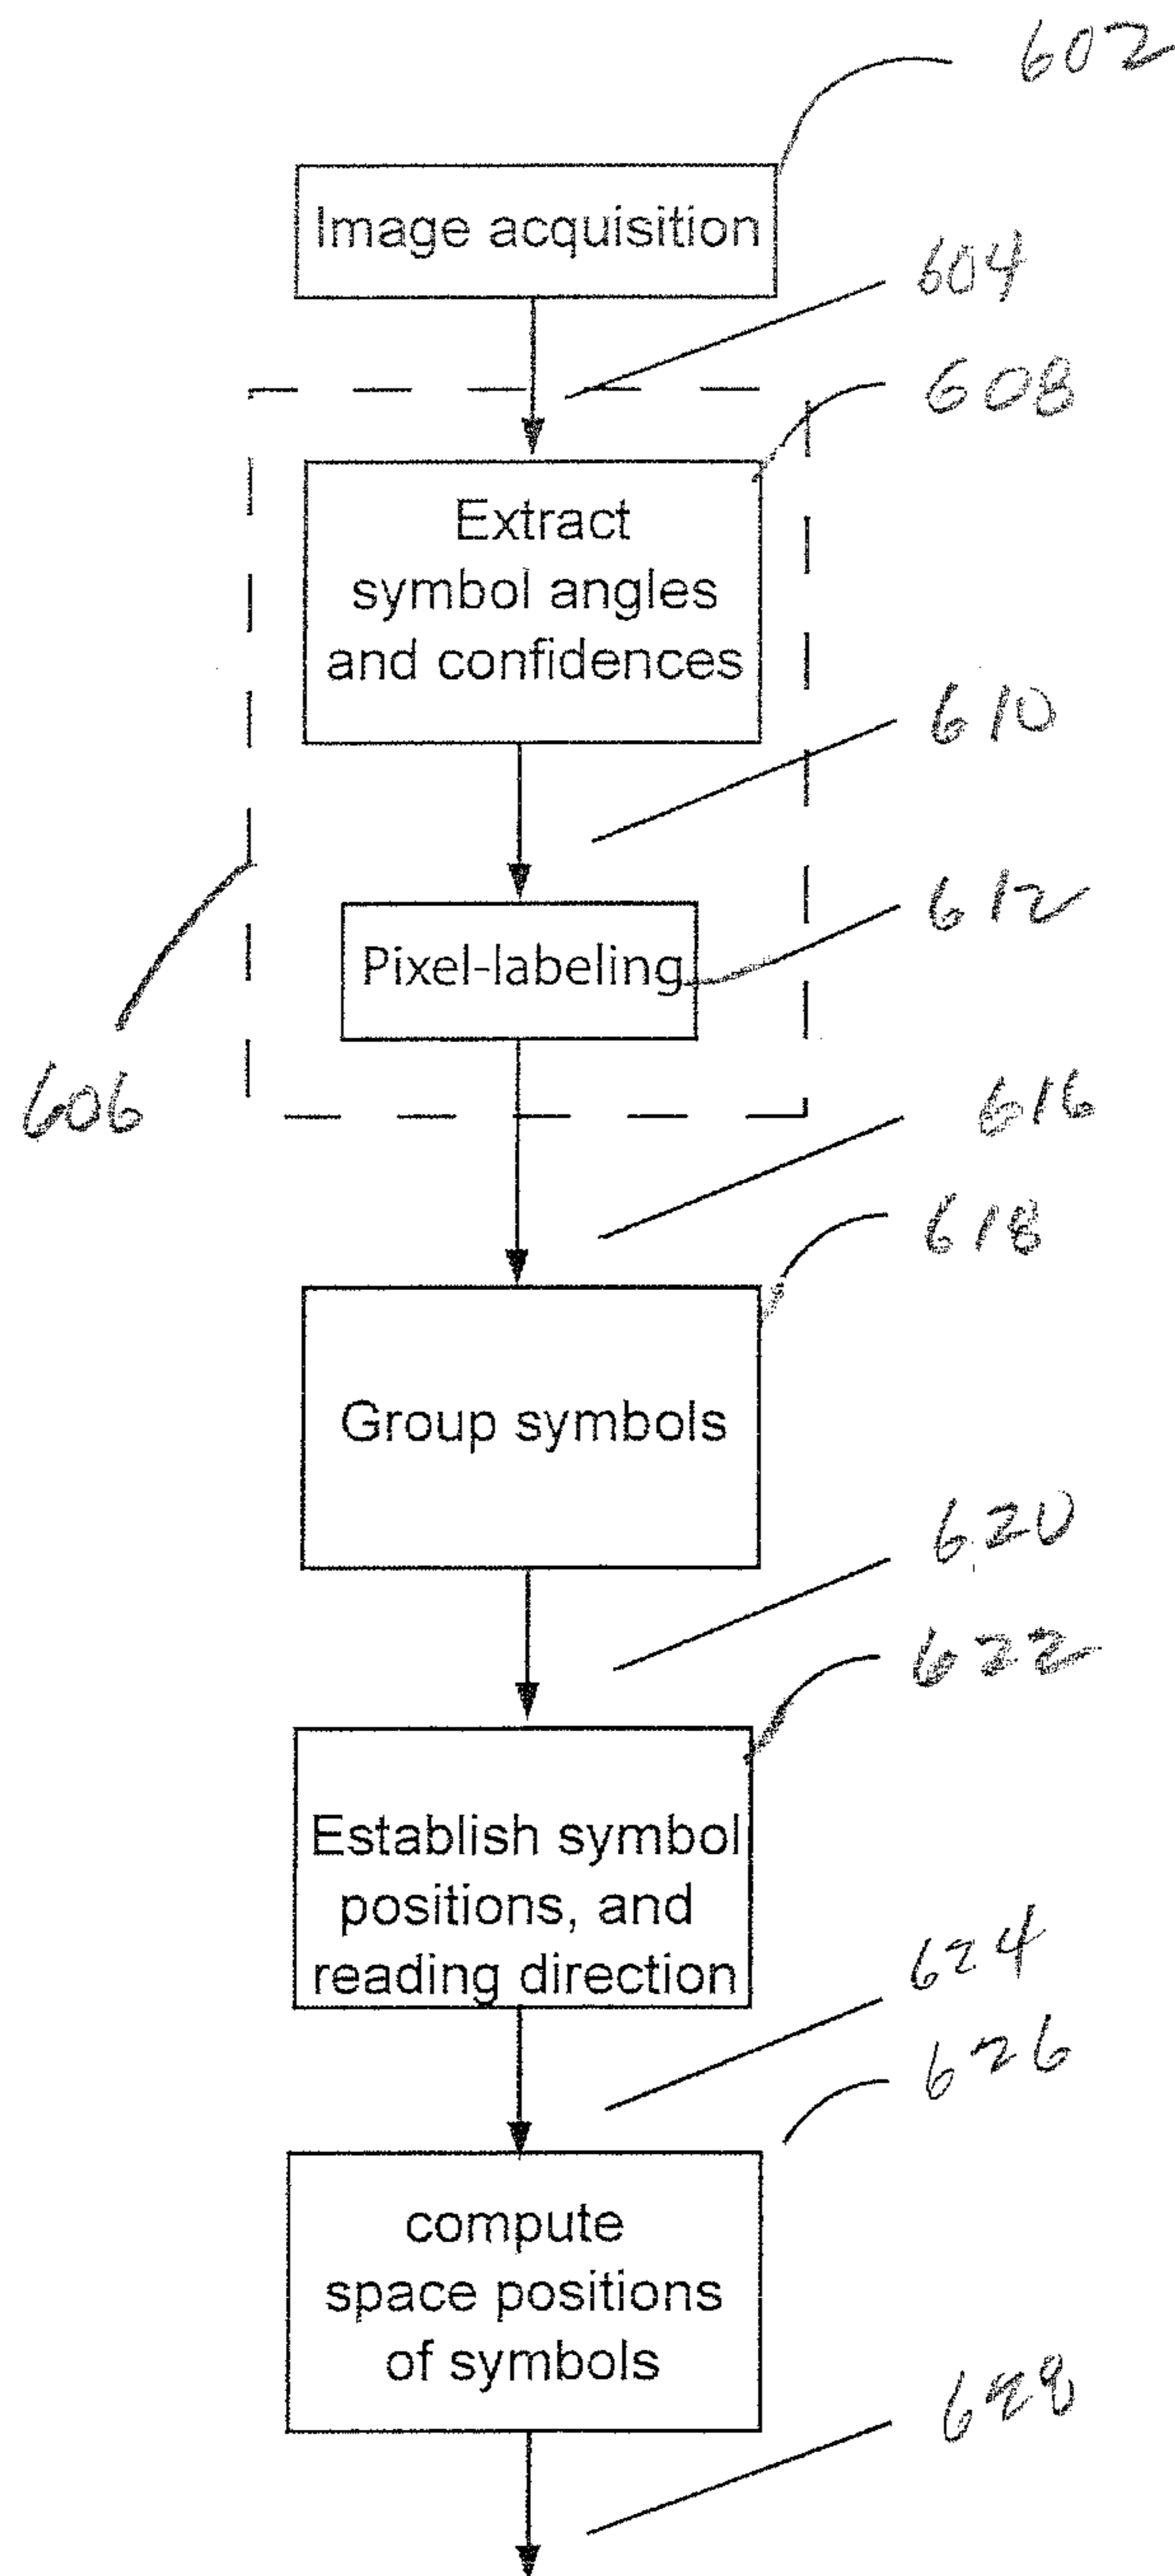 602
Image acquisition
604
608
Extract
symbol angles
and confidences
610
612
Pixel-labeling
606
616
618
Group symbols
620
622
Establish symbol
positions, and
reading direction
624
626
compute
space positions
of symbols
628